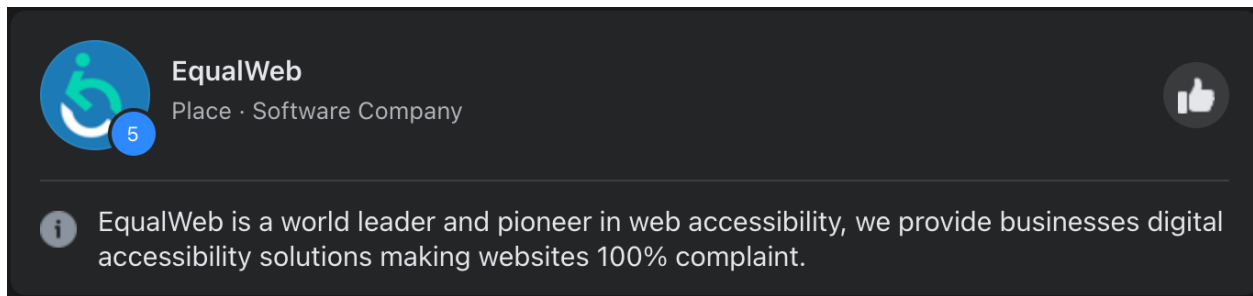 EqualWeb
Place · Software Company
5
EqualWeb is a world leader and pioneer in web accessibility, we provide businesses digital
accessibility solutions making websites 100% complaint.